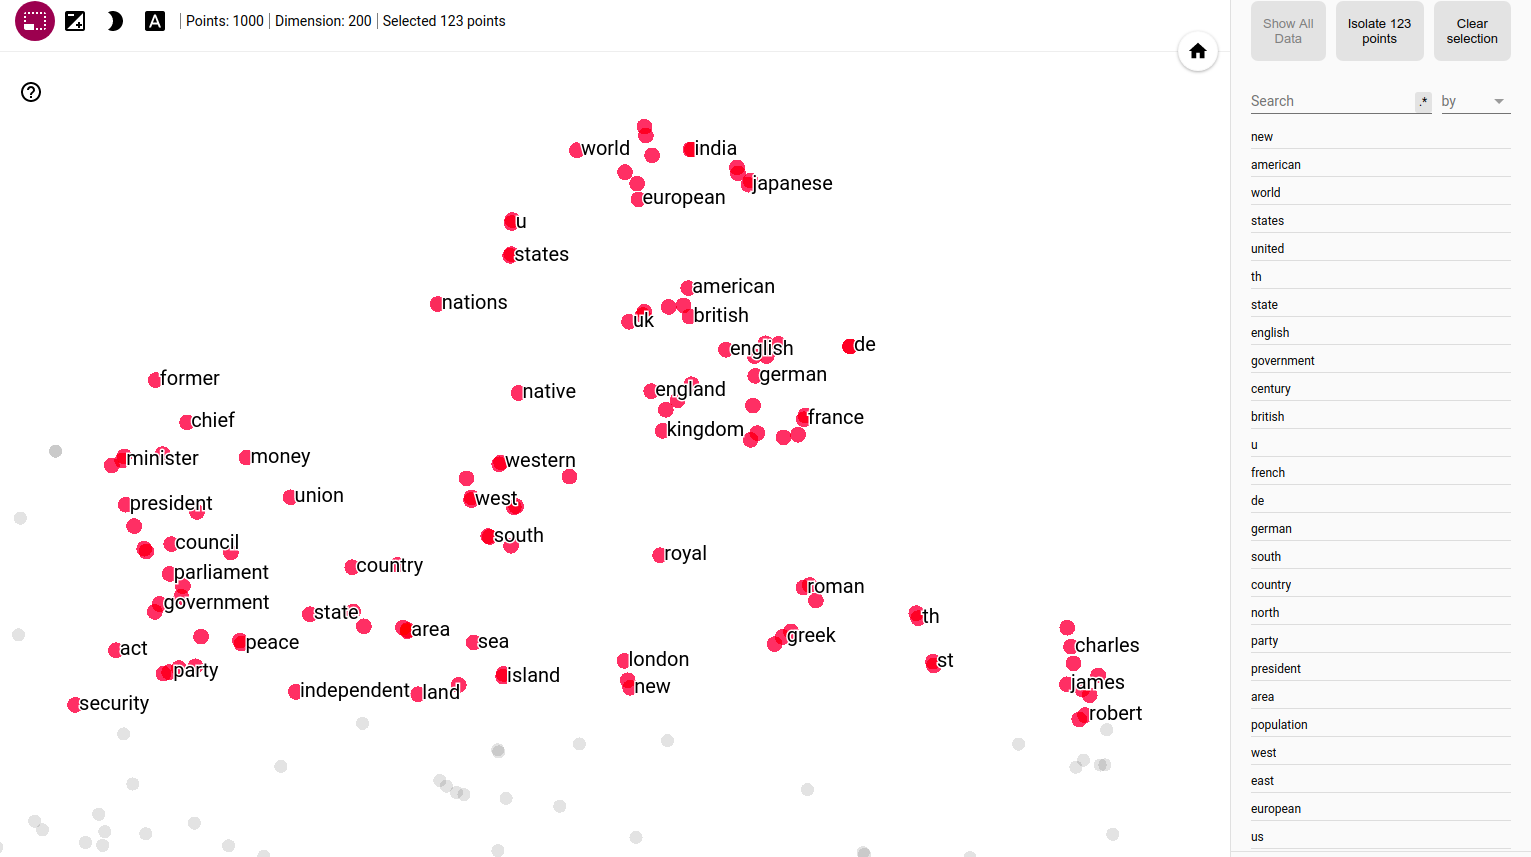 A Points: 1000 Dimension: 200 Selected 123 points
Show All Data
Isolate 123 points
Clear selection
Search .* by
world
india
japanese
european
u
states
nations
american
uk
british
english
de
german
former
native
england
france
chief
kingdom
minister
money
western
president
union
west
council
south
parliament
country
royal
government
state
roman
area
th
act
peace
sea
greek
charles
party
island
london
st
independent
land
new
james
security
robert
new
american
world
states
united
th
state
english
government
century
british
u
french
de
german
south
country
north
party
president
area
population
west
east
european
us